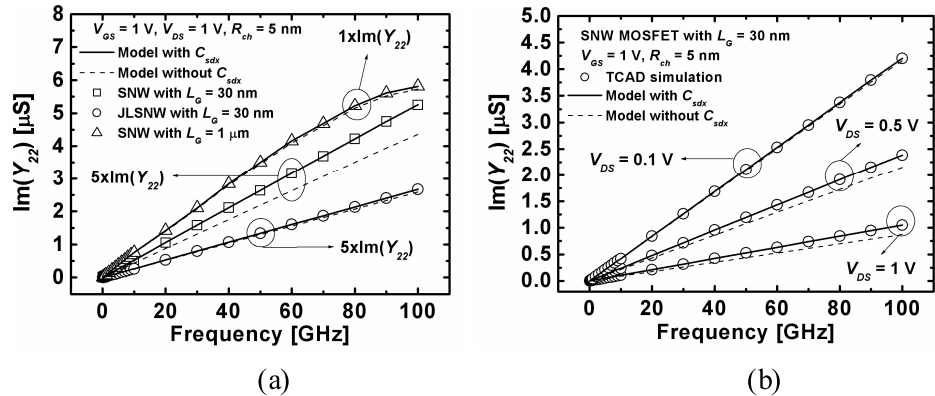 (a)
V_GS = 1 V, V_DS = 1 V, R_ch = 5 nm
1xIm(Y_22)
Model with C_sdx
Model without C_sdx
SNW with L_G = 30 nm
JLSNW with L_G = 30 nm
SNW with L_G = 1 μm
5xIm(Y_22)
5xIm(Y_22)
Im(Y_22) [μS]
8
7
6
5
4
3
2
1
0
0 20 40 60 80 100
Frequency [GHz]
(a)
(b)
SNW MOSFET with L_G = 30 nm
V_GS = 1 V, R_ch = 5 nm
TCAD simulation
Model with C_sdx
Model without C_sdx
V_DS = 0.5 V
V_DS = 0.1 V
V_DS = 1 V
Im(Y_22) [μS]
5.0
4.5
4.0
3.5
3.0
2.5
2.0
1.5
1.0
0.5
0.0
0 20 40 60 80 100
Frequency [GHz]
(b)